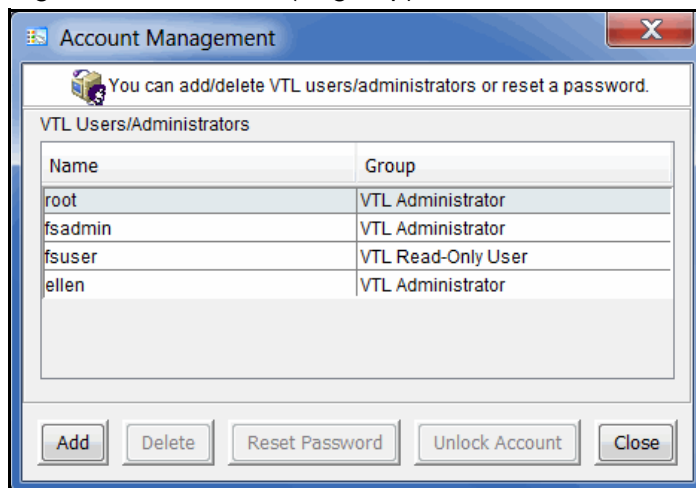 Account Management
You can add/delete VTL users/administrators or reset a password.
VTL Users/Administrators
Name Group
root VTL Administrator
fsadmin VTL Administrator
fsuser VTL Read-Only User
ellen VTL Administrator
Add Delete Reset Password Unlock Account Close